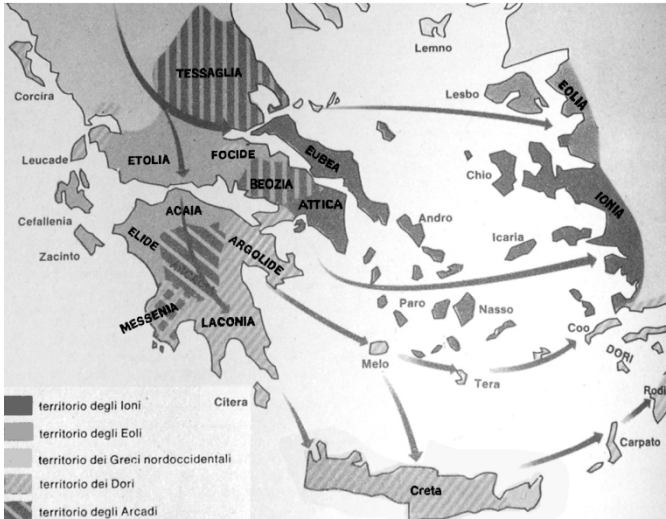 Lemno
TESSAGLIA
Corcira
Lesbo
EOLIA
Leucade
ETOLIA
FOCIDE
EUBEA
BEOZIA
Chio
ATTICA
IONIA
Cefallenia
ACAIA
Andro
Zacinto
ELIDE
ARGOLIDE
Icaria
MESSENIA
LACONIA
Paro
Nasso
Coo
DORI
Melo
Tera
Rodi
Citera
Carpato
Creta
territorio degli Ioni
territorio degli Eoli
territorio dei Greci nordoccidentali
territorio dei Dori
territorio degli Arcadi